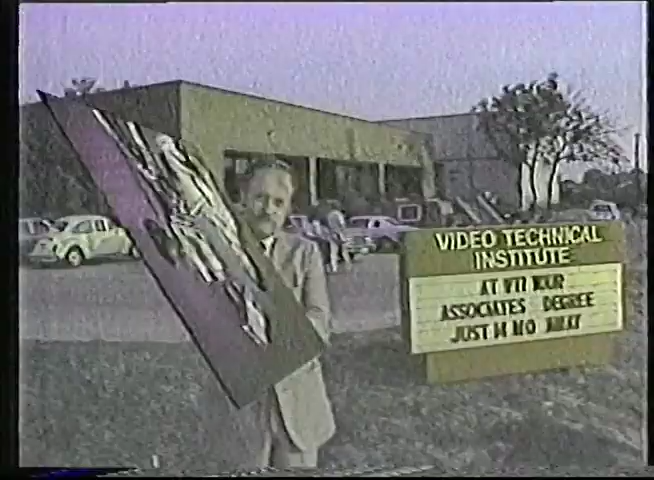 VIDEO TECHNICAL
INSTITUTE
AT VTI YOUR
ASSOCIATES DEGREE
JUST 14 MO AWAY